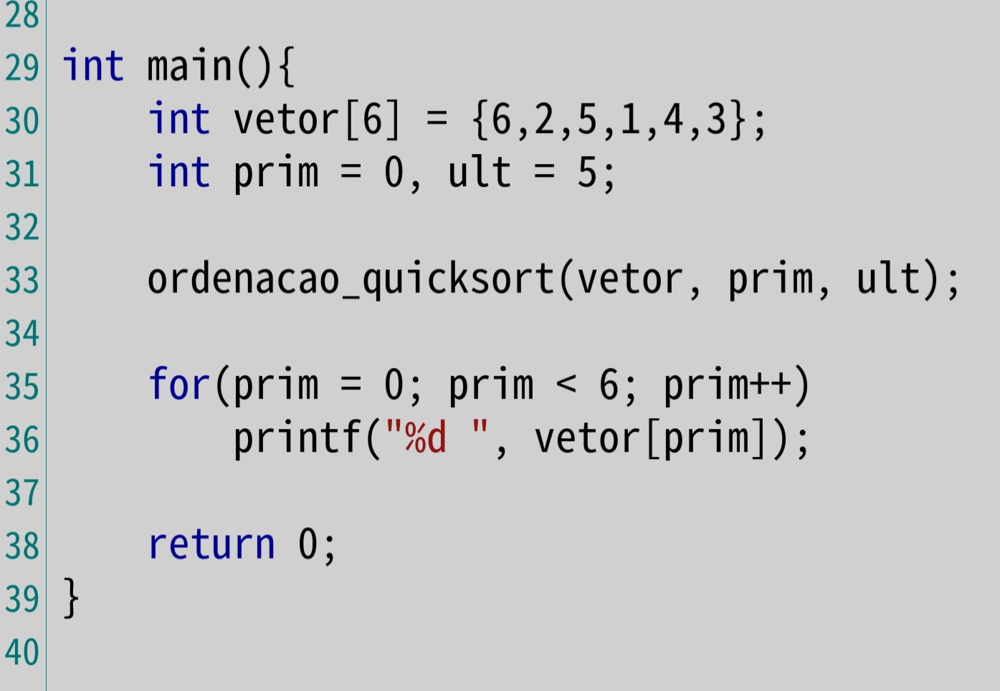 28
29 int main(){
30 int vetor[6] = {6,2,5,1,4,3};
31 int prim = 0, ult = 5;
32
33 ordenacao_quicksort(vetor, prim, ult);
34
35 for(prim = 0; prim < 6; prim++)
36 printf("%d ", vetor[prim]);
37
38 return 0;
39 }
40